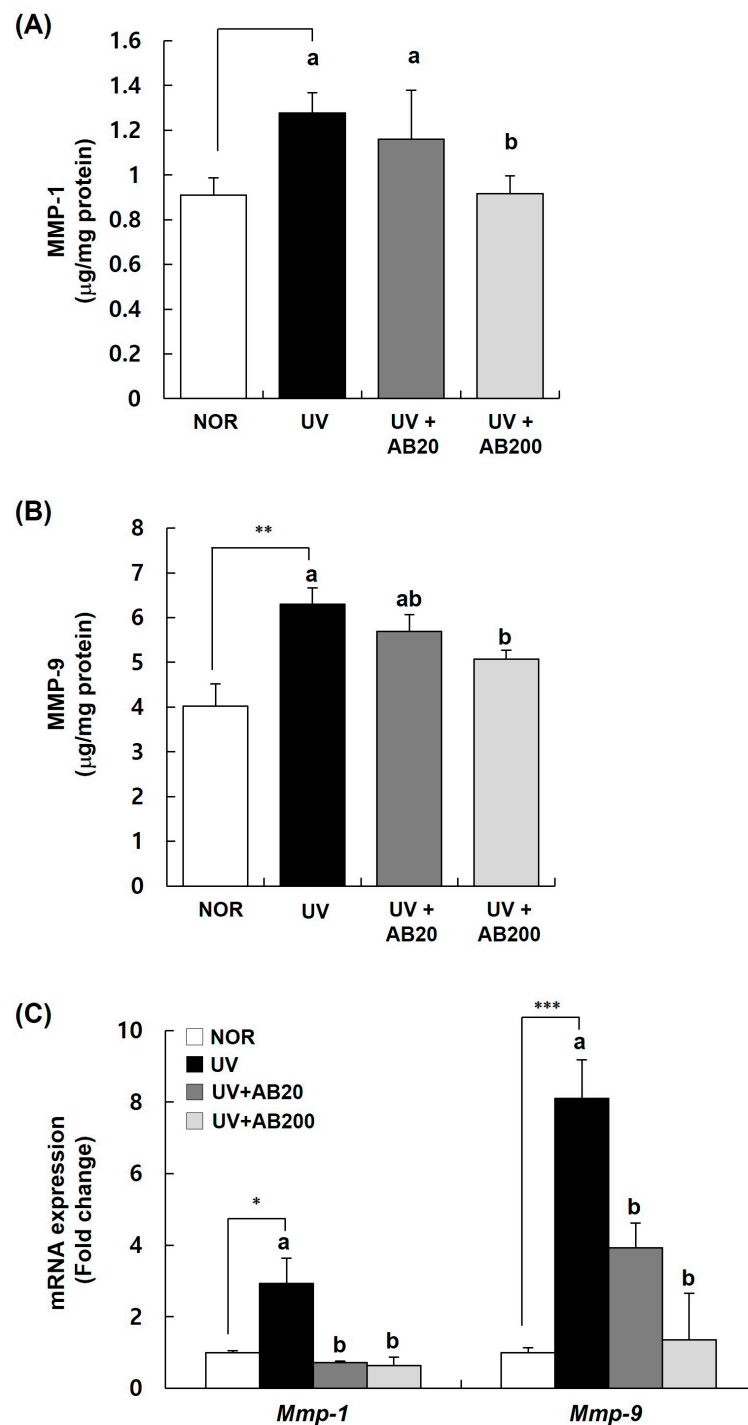 (A)
MMP-1
(μg/mg protein)
1.6
1.4
1.2
1
0.8
0.6
0.4
0.2
0
a
a
b
NOR
UV
UV +
AB20
UV +
AB200
(B)
MMP-9
(μg/mg protein)
8
7
6
5
4
3
2
1
0
**
a
ab
b
NOR
UV
UV +
AB20
UV +
AB200
(C)
mRNA expression
(Fold change)
10
8
6
4
2
0
NOR
UV
UV+AB20
UV+AB200
*
a
b
b
***
a
b
b
Mmp-1
Mmp-9